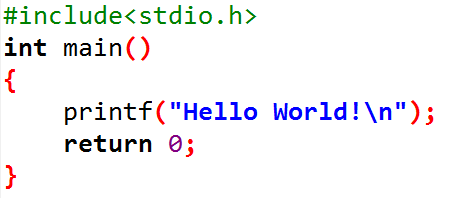 #include<stdio.h>
int main()
{
    printf("Hello World!\n");
    return 0;
}